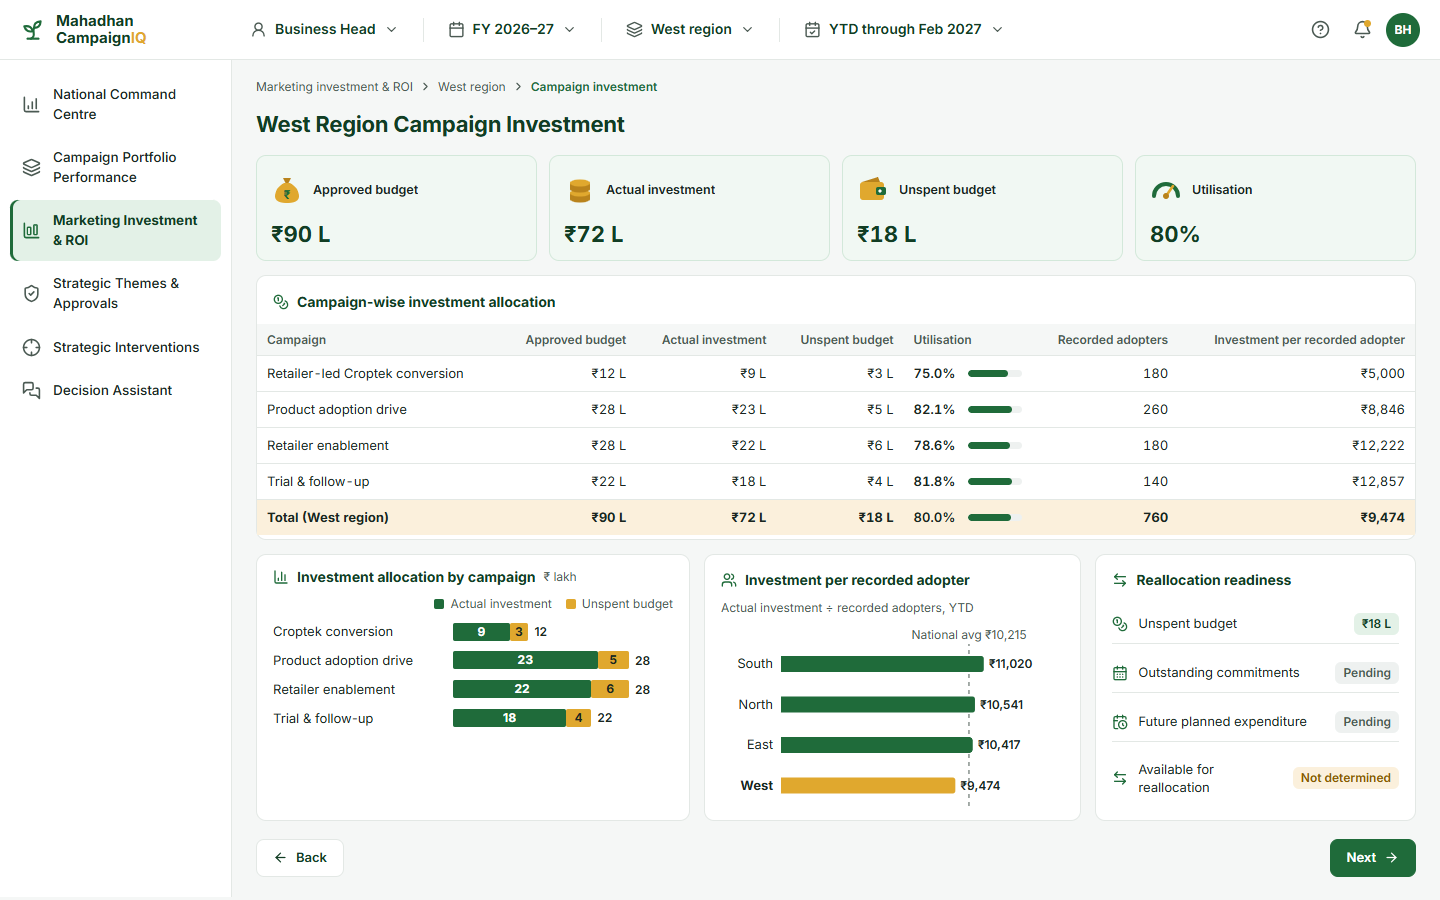 Mahadhan
CampaignIQ
Business Head
FY 2026–27
West region
YTD through Feb 2027
BH
National Command
Centre
Campaign Portfolio
Performance
Marketing Investment
& ROI
Strategic Themes &
Approvals
Strategic Interventions
Decision Assistant
Marketing investment & ROI > West region > Campaign investment
West Region Campaign Investment
Approved budget
₹90 L
Actual investment
₹72 L
Unspent budget
₹18 L
Utilisation
80%
Campaign-wise investment allocation
Campaign Approved budget Actual investment Unspent budget Utilisation Recorded adopters Investment per recorded adopter
Retailer-led Croptek conversion ₹12 L ₹9 L ₹3 L 75.0% 180 ₹5,000
Product adoption drive ₹28 L ₹23 L ₹5 L 82.1% 260 ₹8,846
Retailer enablement ₹28 L ₹22 L ₹6 L 78.6% 180 ₹12,222
Trial & follow-up ₹22 L ₹18 L ₹4 L 81.8% 140 ₹12,857
Total (West region) ₹90 L ₹72 L ₹18 L 80.0% 760 ₹9,474
Investment allocation by campaign ₹ lakh
Actual investment Unspent budget
Croptek conversion 9 3 12
Product adoption drive 23 5 28
Retailer enablement 22 6 28
Trial & follow-up 18 4 22
Investment per recorded adopter
Actual investment ÷ recorded adopters, YTD
National avg ₹10,215
South ₹11,020
North ₹10,541
East ₹10,417
West ₹9,474
Reallocation readiness
Unspent budget ₹18 L
Outstanding commitments Pending
Future planned expenditure Pending
Available for
reallocation Not determined
Back
Next